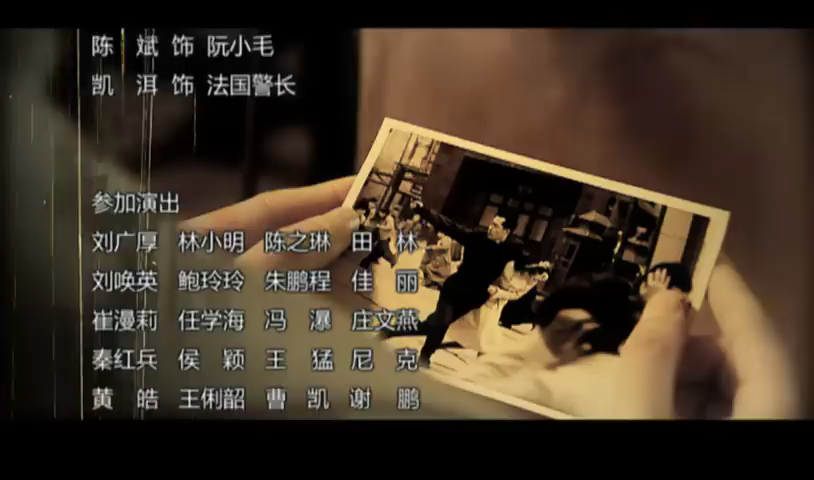 陈 斌 饰 阮小毛
凯 洱 饰 法国警长
参加演出
刘广厚 林小明 陈之琳 田 林
刘唤英 鲍玲玲 朱鹏程 佳 丽
崔漫莉 任学海 冯 瀑 庄文燕
秦红兵 侯 颖 王 猛 尼 克
黄 皓 王俐韶 曹 凯 谢 鹏